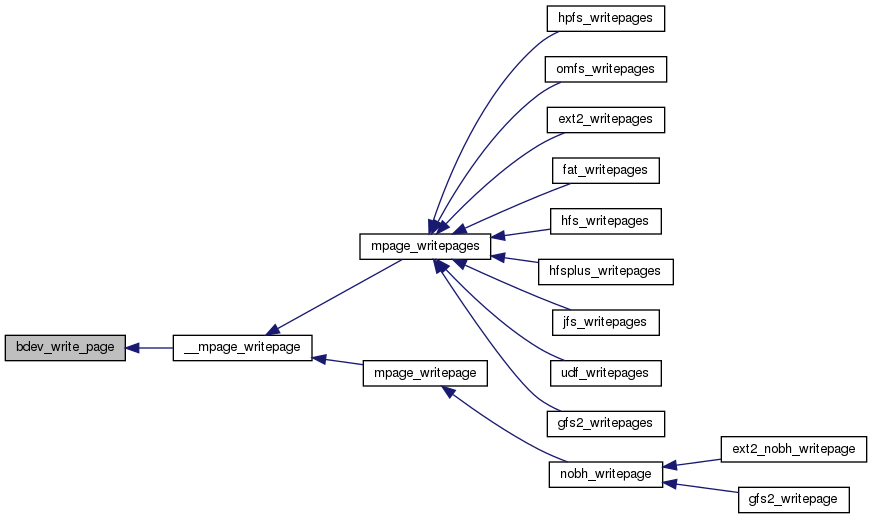 hpfs_writepages
omfs_writepages
ext2_writepages
fat_writepages
hfs_writepages
mpage_writepages
hfsplus_writepages
jfs_writepages
bdev_write_page
__mpage_writepage
mpage_writepage
udf_writepages
gfs2_writepages
ext2_nobh_writepage
nobh_writepage
gfs2_writepage